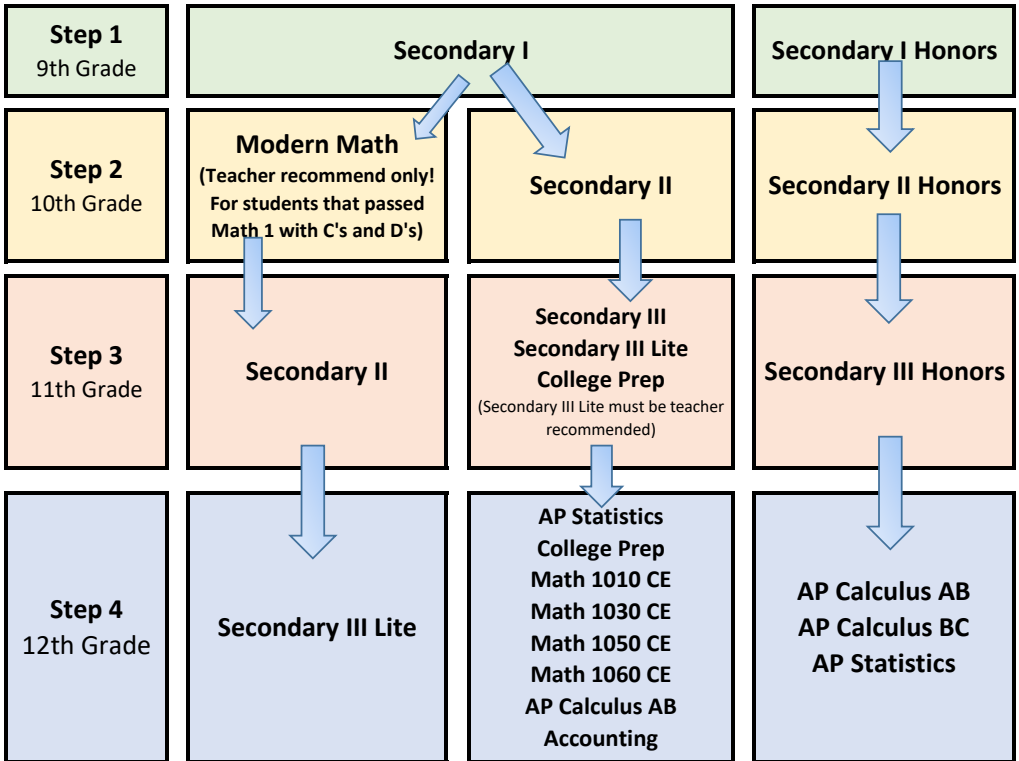 Step 1
9th Grade
Secondary I
Secondary I Honors
Step 2
10th Grade
Modern Math
(Teacher recommend only!
For students that passed
Math 1 with C's and D's)
Secondary II
Secondary II Honors
Step 3
11th Grade
Secondary II
Secondary III
Secondary III Lite
College Prep
(Secondary III Lite must be teacher
recommended)
Secondary III Honors
Step 4
12th Grade
Secondary III Lite
AP Statistics
College Prep
Math 1010 CE
Math 1030 CE
Math 1050 CE
Math 1060 CE
AP Calculus AB
Accounting
AP Calculus AB
AP Calculus BC
AP Statistics